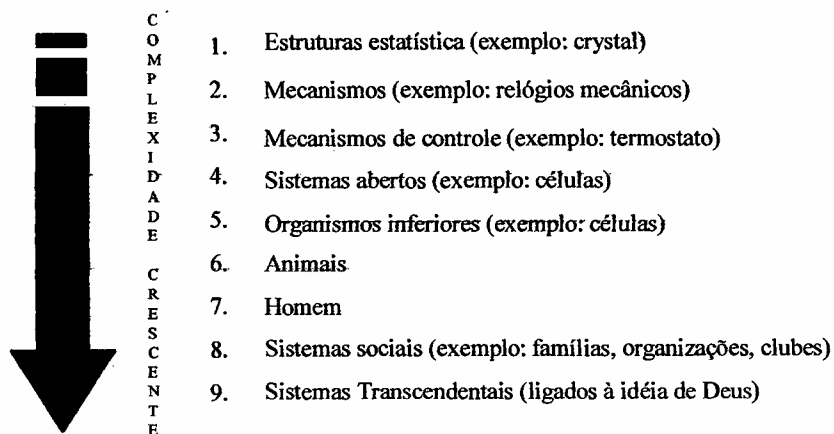 COMPLEXIDADE CRESCENTE
1. Estruturas estatística (exemplo: crystal)
2. Mecanismos (exemplo: relógios mecânicos)
3. Mecanismos de controle (exemplo: termostato)
4. Sistemas abertos (exemplo: células)
5. Organismos inferiores (exemplo: células)
6. Animais
7. Homem
8. Sistemas sociais (exemplo: famílias, organizações, clubes)
9. Sistemas Transcendentais (ligados à idéia de Deus)